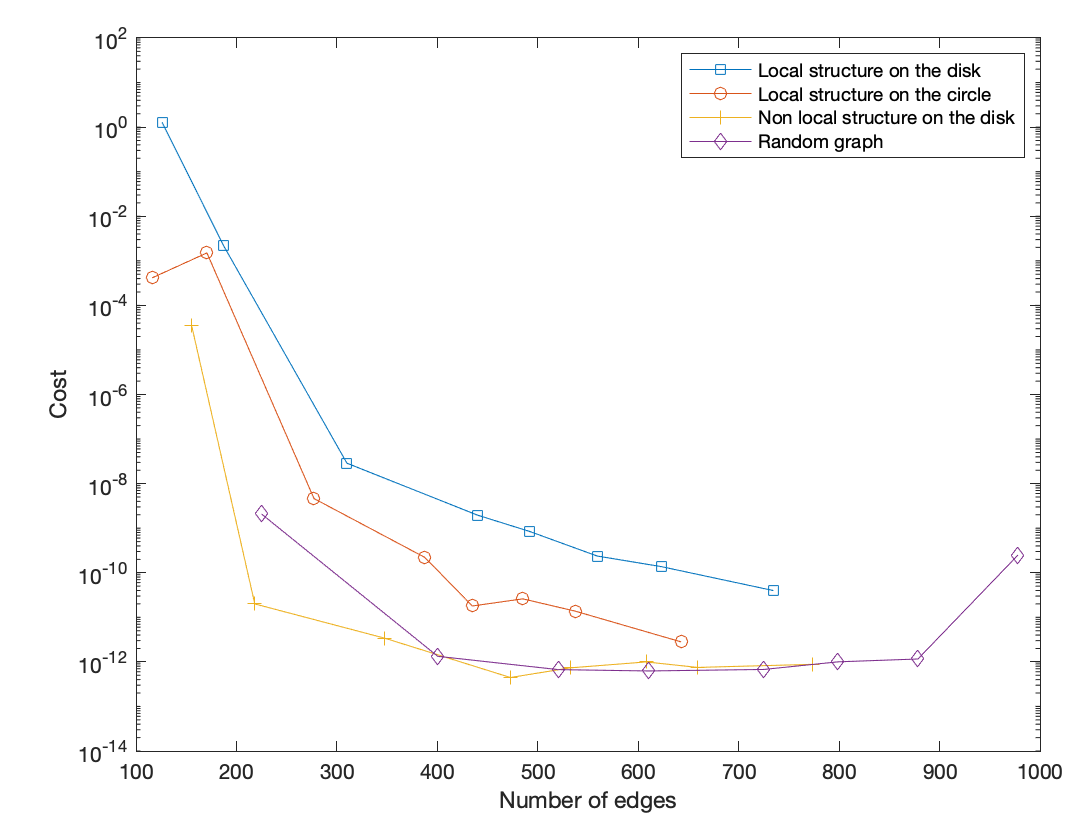 10^2
10^0
10^-2
10^-4
10^-6
10^-8
10^-10
10^-12
10^-14
Cost
Local structure on the disk
Local structure on the circle
Non local structure on the disk
Random graph
100 200 300 400 500 600 700 800 900 1000
Number of edges